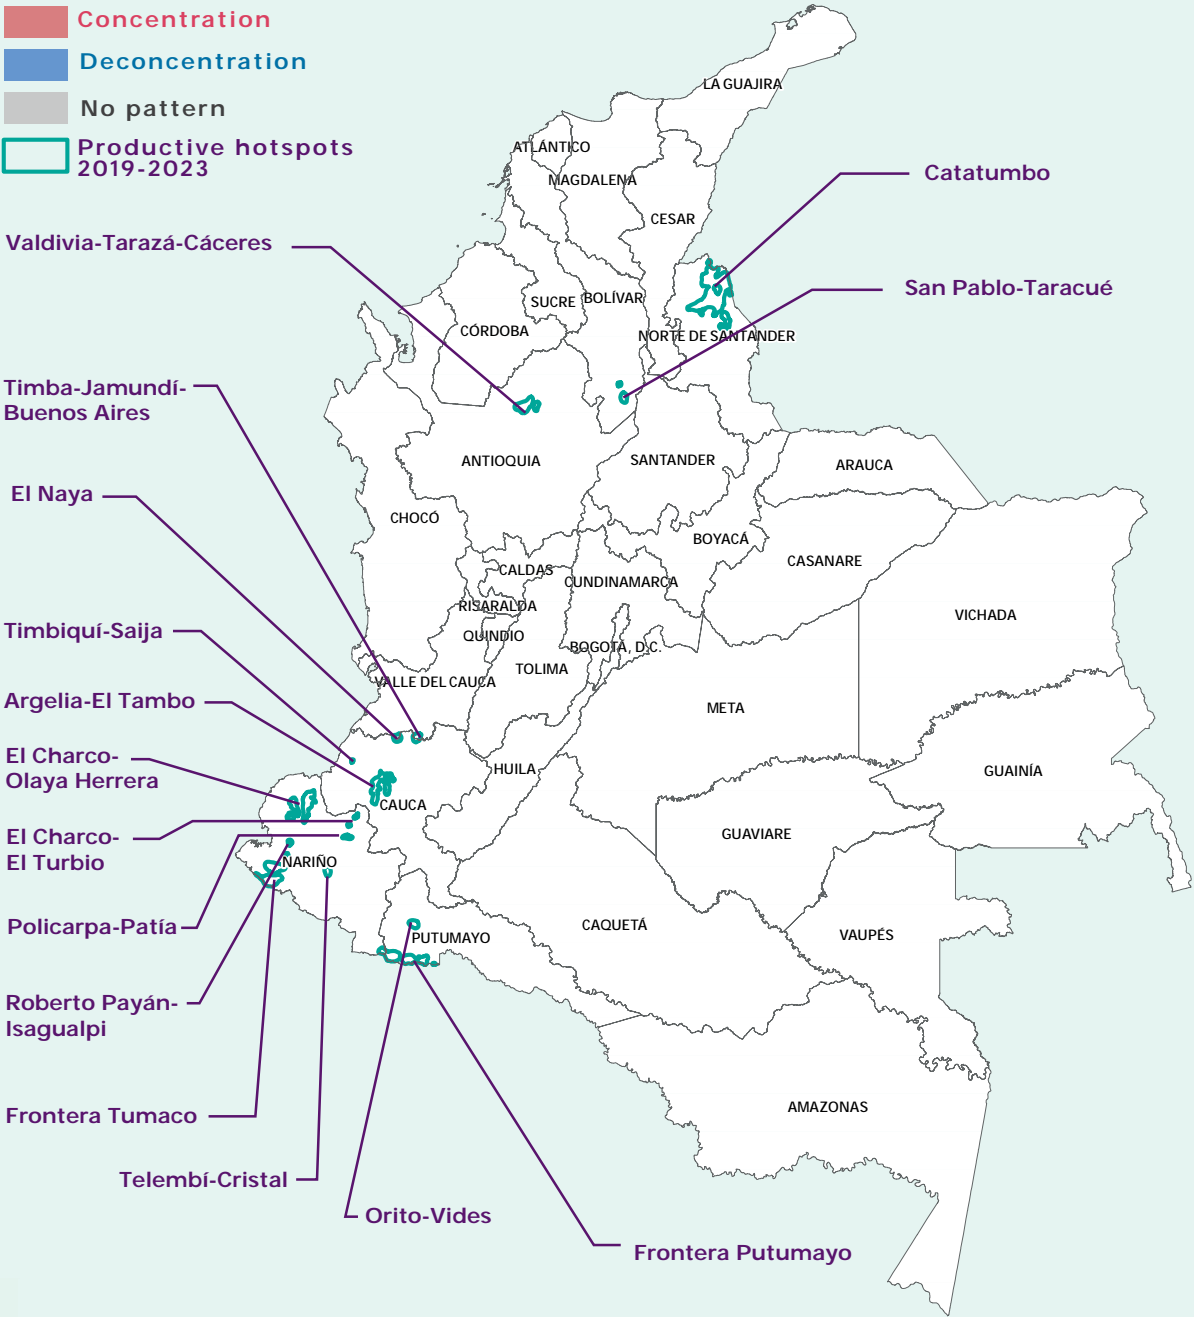 Concentration
Deconcentration
No pattern
Productive hotspots
2019-2023
LA GUAJIRA
ATLÁNTICO
MAGDALENA
Catatumbo
CESAR
Valdivia-Tarazá-Cáceres
San Pablo-Taracué
SUCRE
BOLÍVAR
CÓRDOBA
NORTE DE SANTANDER
Timba-Jamundí-
Buenos Aires
ANTIOQUIA
SANTANDER
ARAUCA
El Naya
CHOCÓ
BOYACÁ
CASANARE
CALDAS
CUNDINAMARCA
RISARALDA
VICHADA
Timbiquí-Saija
QUINDIO
BOGOTÁ, D.C.
TOLIMA
VALLE DEL CAUCA
Argelia-El Tambo
META
El Charco-
Olaya Herrera
HUILA
GUAINÍA
CAUCA
El Charco-
El Turbio
GUAVIARE
NARIÑO
Policarpa-Patía
CAQUETÁ
PUTUMAYO
VAUPÉS
Roberto Payán-
Isagualpi
Frontera Tumaco
AMAZONAS
Telembí-Cristal
Orito-Vides
Frontera Putumayo